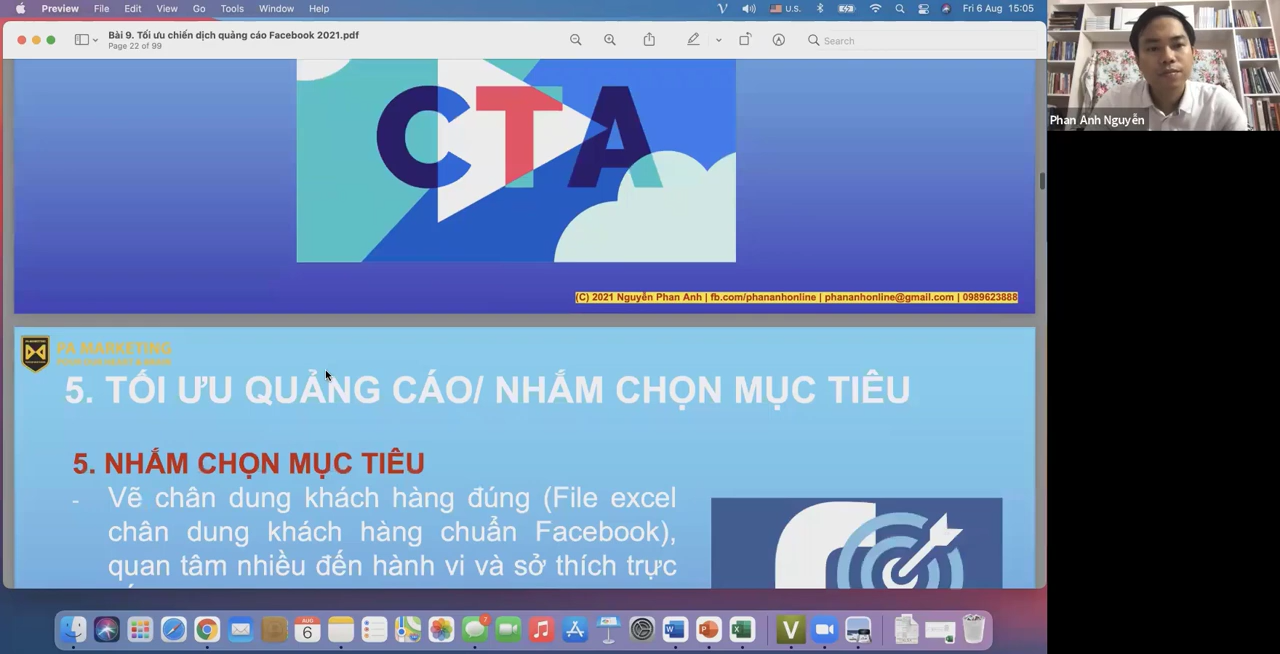 Preview File Edit View Go Tools Window Help
U.S.
Fri 6 Aug 15:05
Bài 9. Tối ưu chiến dịch quảng cáo Facebook 2021.pdf
Page 22 of 99
Search
Phan Anh Nguyễn
CTA
(C) 2021 Nguyễn Phan Anh | fb.com/phananhonline | phananhonline@gmail.com | 0989623888
PA MARKETING
5. TỐI ƯU QUẢNG CÁO/ NHẮM CHỌN MỤC TIÊU
5. NHẮM CHỌN MỤC TIÊU
- Vẽ chân dung khách hàng đúng (File excel
chân dung khách hàng chuẩn Facebook),
quan tâm nhiều đến hành vi và sở thích trực
AUG
6
7